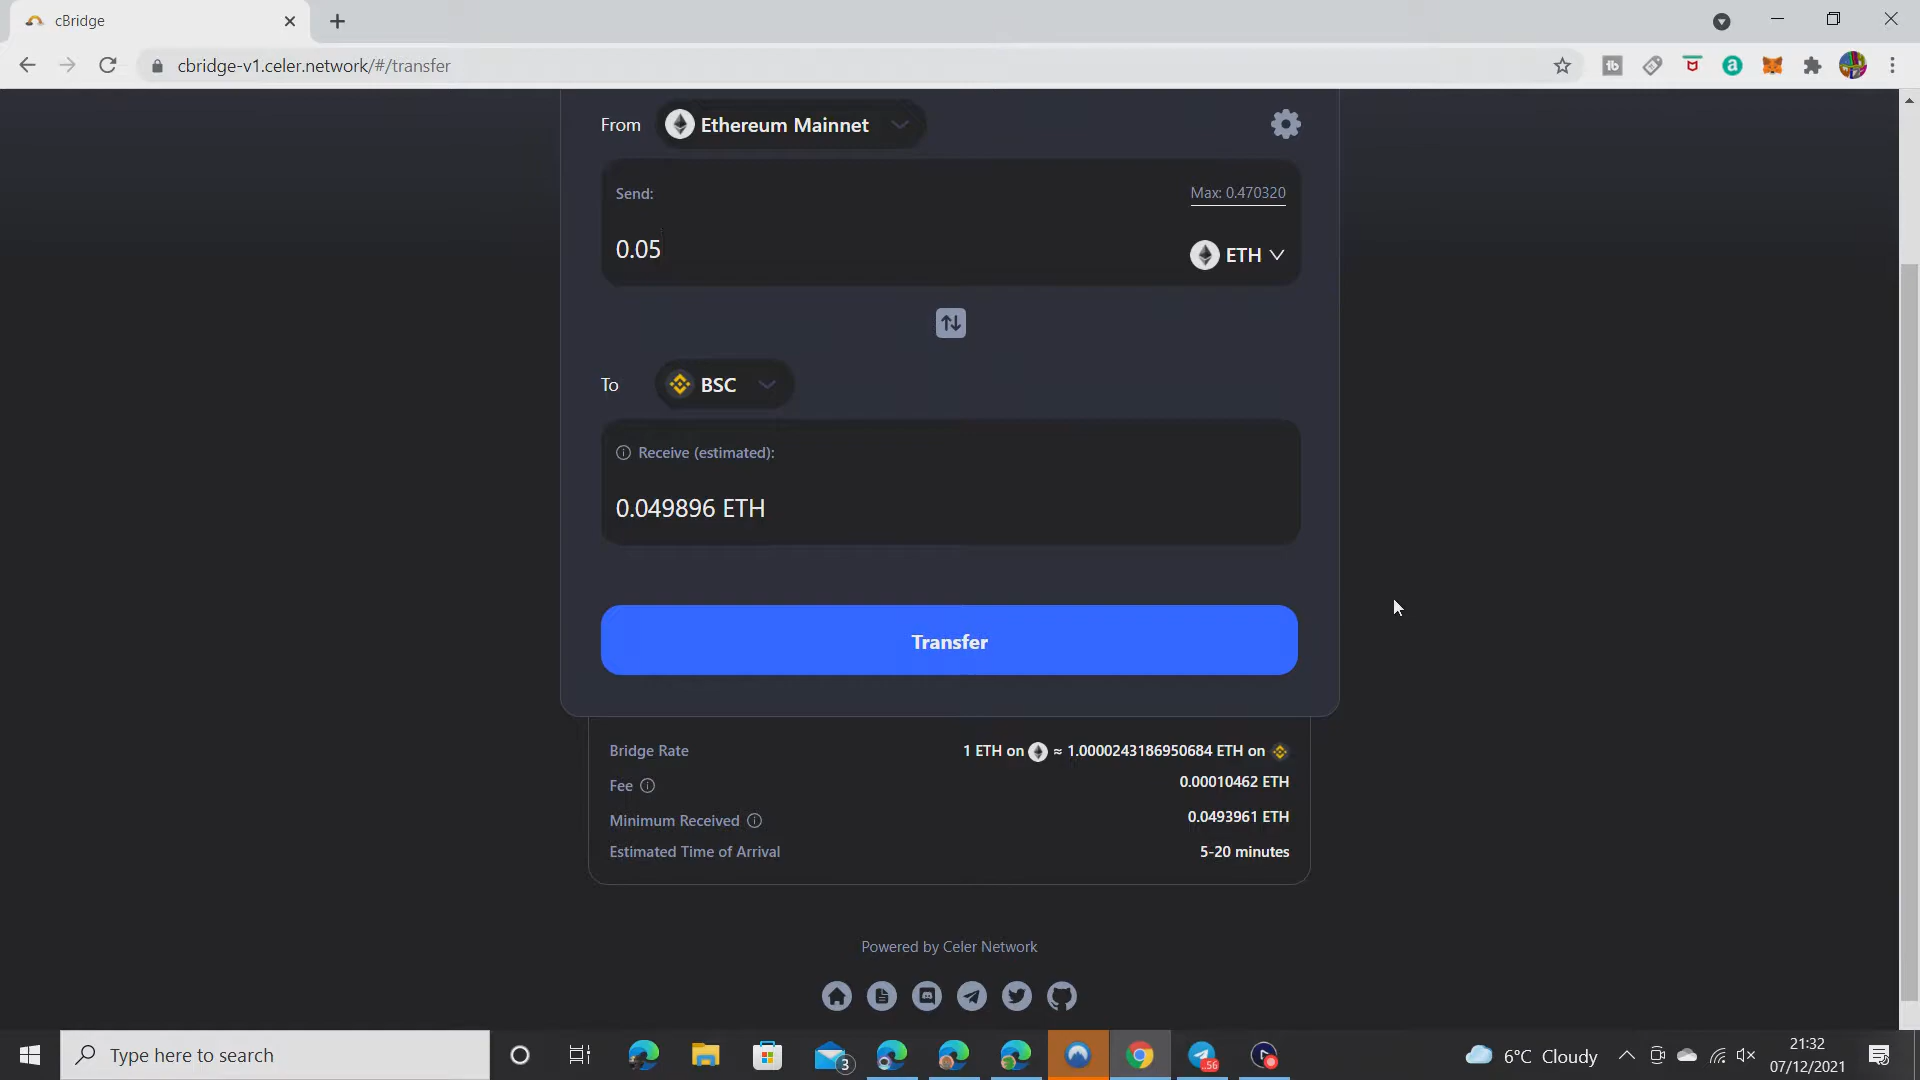 cBridge
cbridge-v1.celer.network/#/transfer
From
Ethereum Mainnet
Send:
Max: 0.470320
0.05
ETH
To
BSC
Receive (estimated):
0.049896 ETH
Transfer
Bridge Rate
1 ETH on ≈ 1.0000243186950684 ETH on
Fee
0.00010462 ETH
Minimum Received
0.0493961 ETH
Estimated Time of Arrival
5-20 minutes
Powered by Celer Network
Type here to search
3
56
6°C Cloudy
21:32
07/12/2021